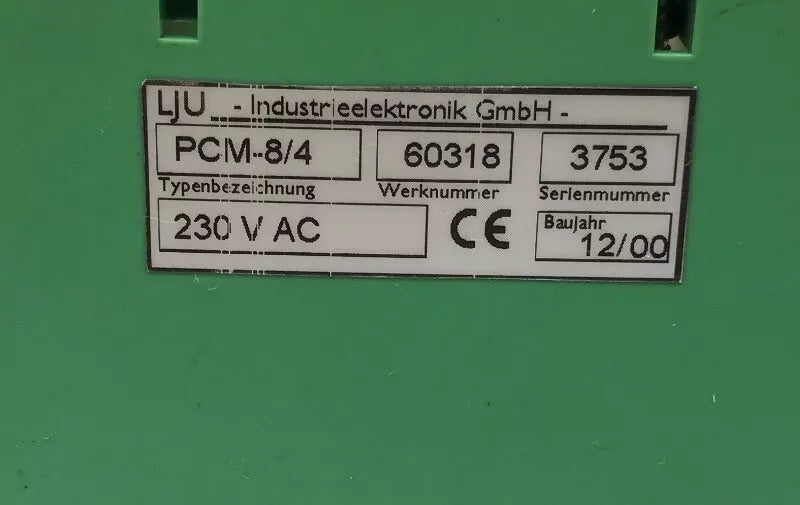 LJU - Industrieelektronik GmbH -
PCM-8/4 60318 3753
Typenbezeichnung Werknummer Serienmummer
230 V AC CE Baujahr
12/00